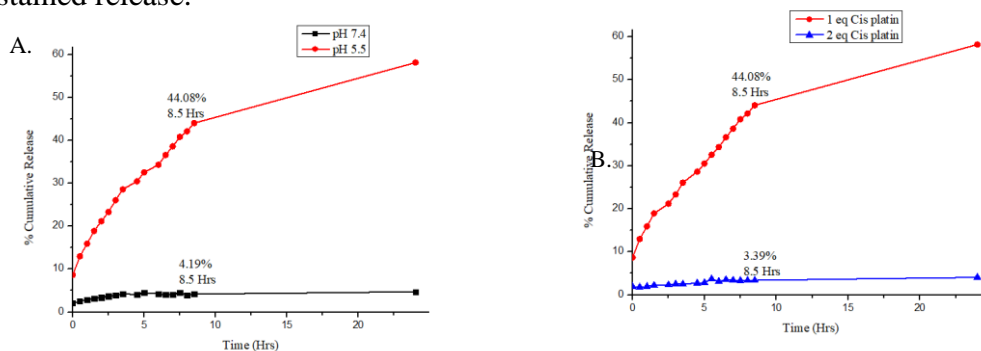 stained release.
A.
pH 7.4
pH 5.5
60
50
40
30
20
10
0
% Cumulative Release
44.08%
8.5 Hrs
4.19%
8.5 Hrs
0 5 10 15 20
Time (Hrs)
B.
1 eq Cis platin
2 eq Cis platin
60
50
40
30
20
10
0
% Cumulative Release
44.08%
8.5 Hrs
3.39%
8.5 Hrs
0 5 10 15 20
Time (Hrs)